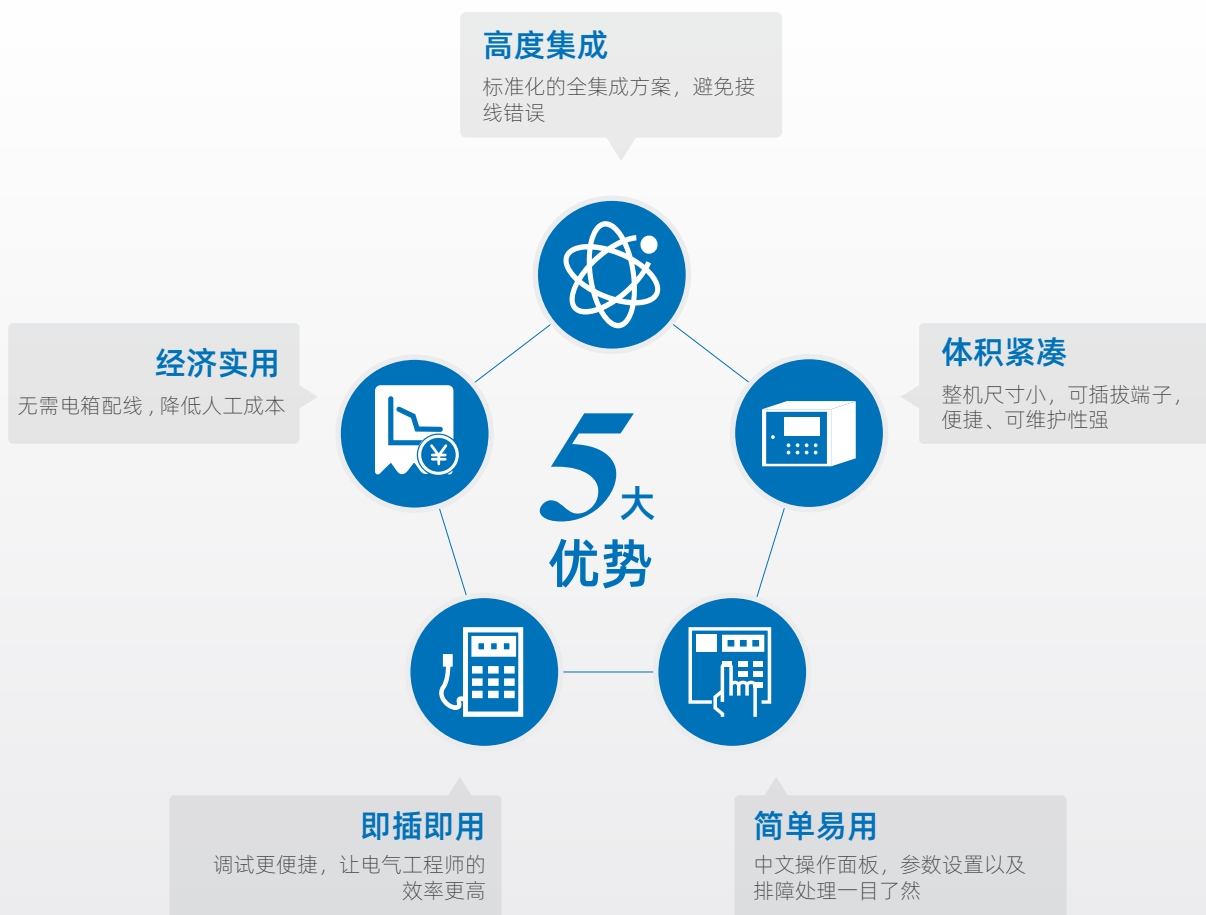 高度集成
标准化的全集成方案，避免接
线错误
经济实用
无需电箱配线 , 降低人工成本
体积紧凑
整机尺寸小，可插拔端子，
便捷、可维护性强
5大
优势
¥
即插即用
调试更便捷，让电气工程师的
效率更高
简单易用
中文操作面板，参数设置以及
排障处理一目了然